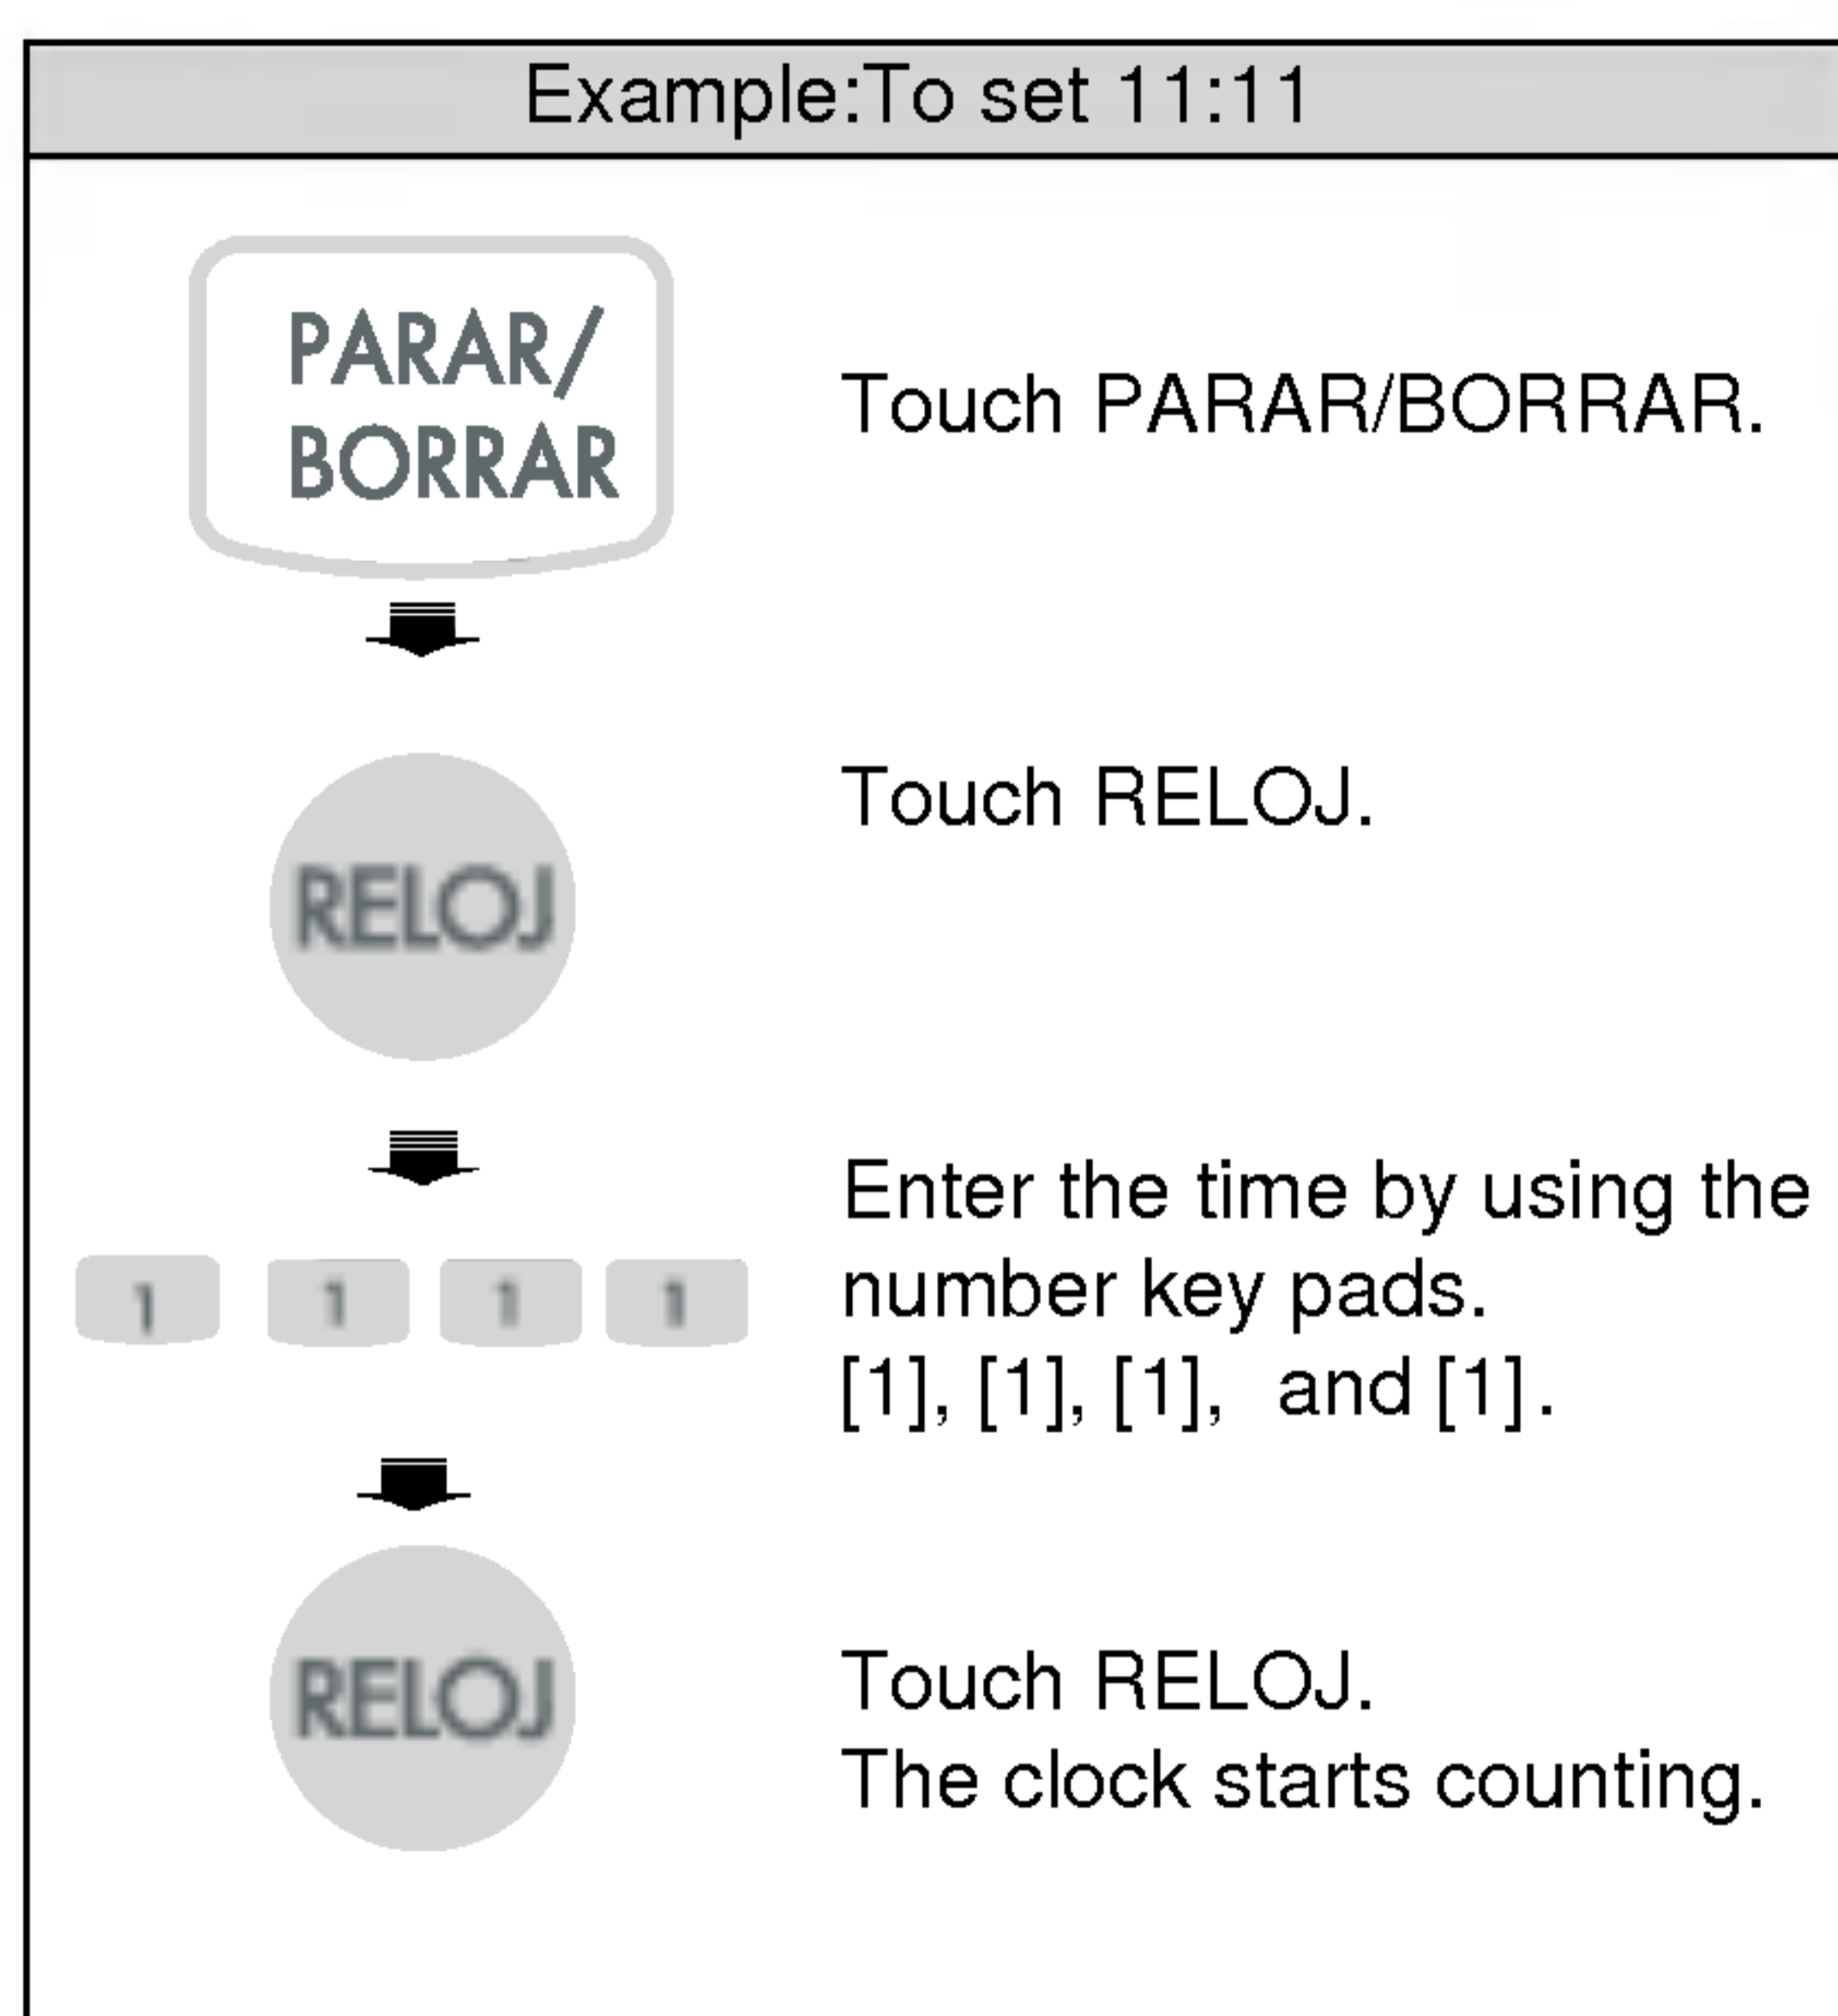 Example:To set 11:11
PARAR/
BORRAR
Touch PARAR/BORRAR.
RELOJ
Touch RELOJ.
1 1 1 1
Enter the time by using the
number key pads.
[1], [1], [1], and [1].
RELOJ
Touch RELOJ.
The clock starts counting.